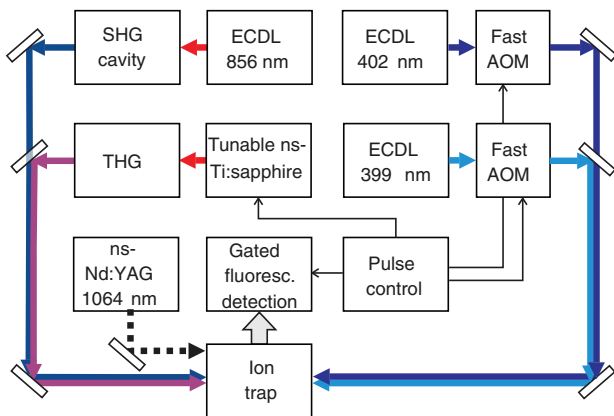 SHG
cavity
ECDL
856 nm
ECDL
402 nm
Fast
AOM
THG
Tunable ns-
Ti:sapphire
ECDL
399 nm
Fast
AOM
ns-
Nd:YAG
1064 nm
Gated
fluoresc.
detection
Pulse
control
Ion
trap